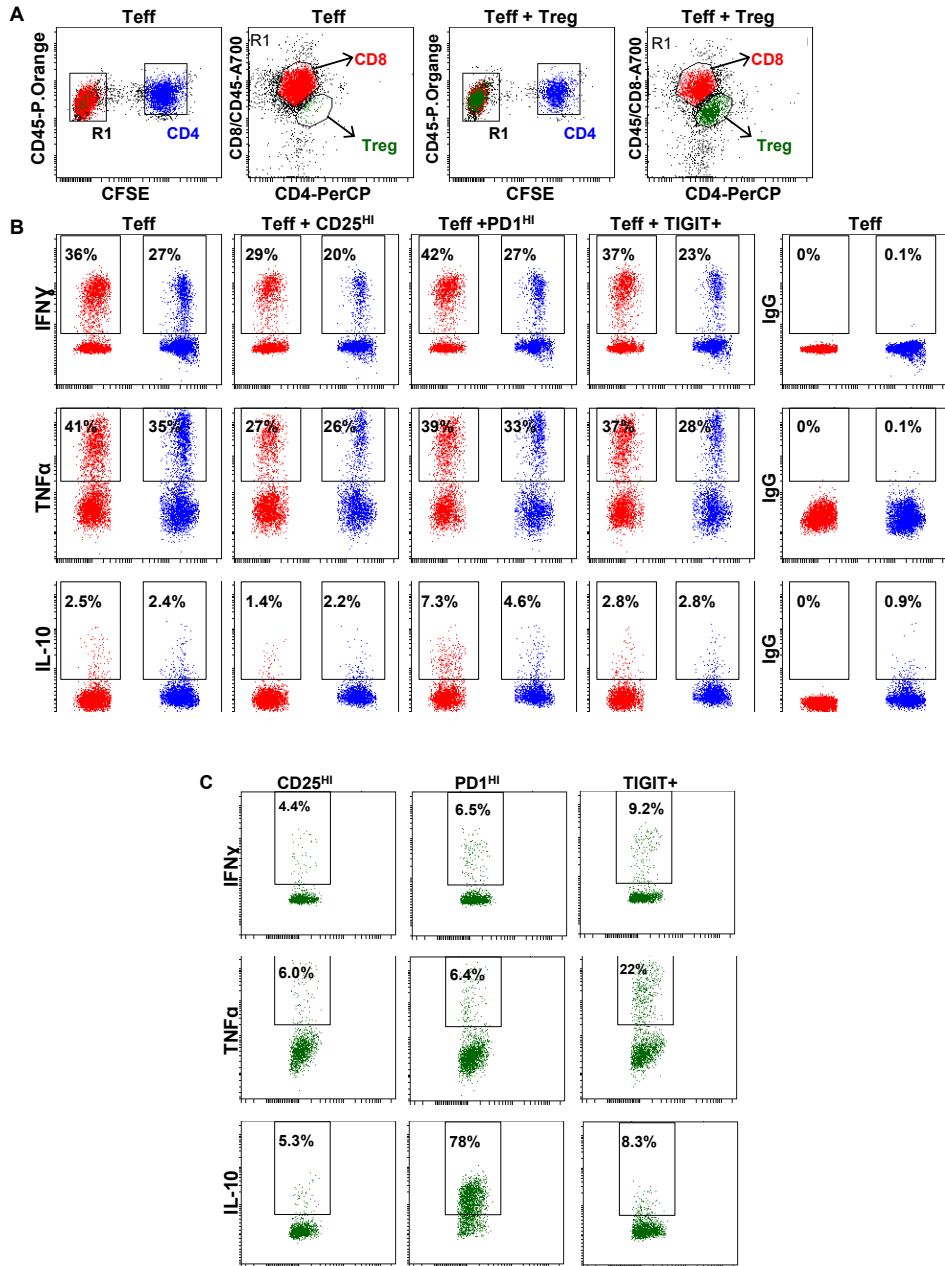 A
Teff
Teff
Teff + Treg
Teff + Treg
CD45-P.Orange
R1
CD4
CFSE
CD8/CD45-A700
R1
CD8
Treg
CD4-PerCP
CD45-P. Organge
R1
CD4
CFSE
CD45/CD8-A700
R1
CD8
Treg
CD4-PerCP
B
Teff
Teff + CD25HI
Teff +PD1HI
Teff + TIGIT+
Teff
IFNγ
36%
27%
29%
20%
42%
27%
37%
23%
IgG
0%
0.1%
TNFα
41%
35%
27%
26%
39%
33%
37%
28%
IgG
0%
0.1%
IL-10
2.5%
2.4%
1.4%
2.2%
7.3%
4.6%
2.8%
2.8%
IgG
0%
0.9%
C
CD25HI
PD1HI
TIGIT+
IFNγ
4.4%
6.5%
9.2%
TNFα
6.0%
6.4%
22%
IL-10
5.3%
78%
8.3%